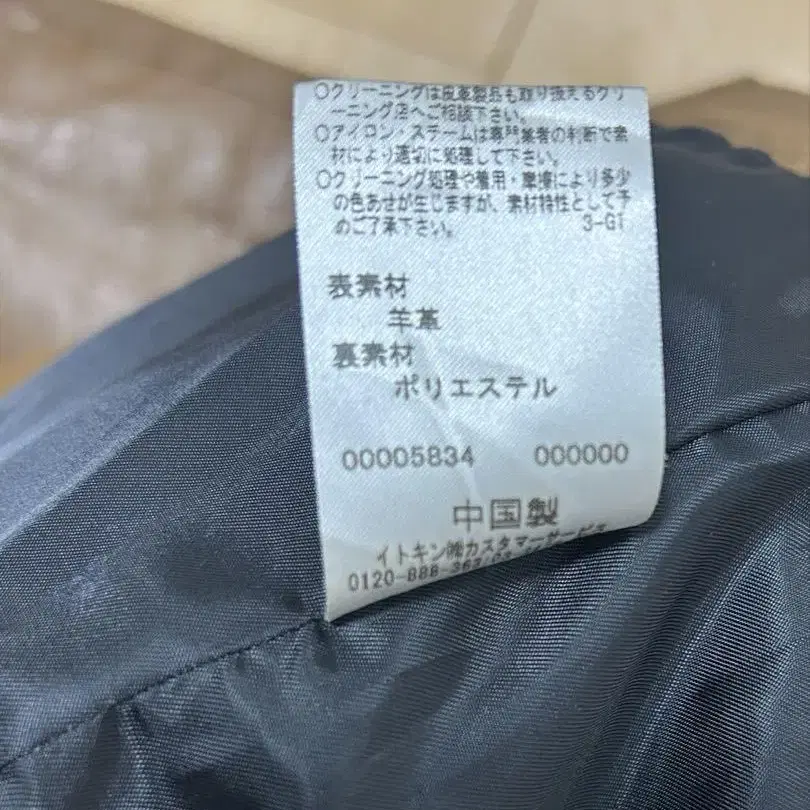 ○クリーニングは皮革製品も取り扱えるクリ
ーニング店へご相談下さい。
○アイロン・スチームは専門業者の判断で素
材により適切に処理して下さい。
○クリーニング処理や着用・摩擦により多少
の色あせが生じますが、素材特性として予
めご了承下さい。 3-G1
表素材
羊革
裏素材
ポリエステル
00005834 000000
中国製
イトキン㈱カスタマーサービス
0120-888-363